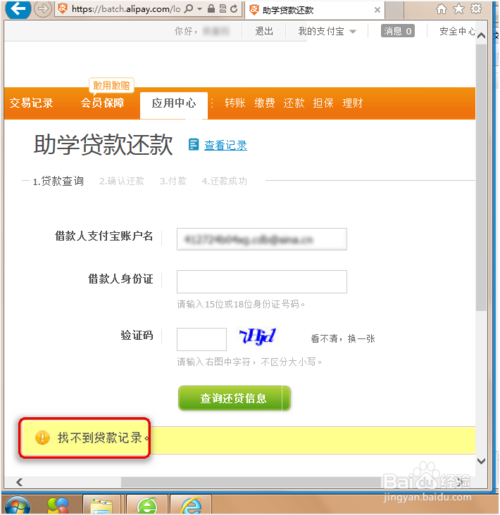 https://batch.alipay.com/lo
助学贷款还款
你好，
退出
我的支付宝
消息 0
安全中心
敢用敢赔
交易记录 会员保障 应用中心 转账 缴费 还款 担保 理财
助学贷款还款 查看记录
1.贷款查询 2.确认还款 3.付款 4.还款成功
借款人支付宝账户名
借款人身份证
请输入15位或18位身份证号码。
验证码
看不清，换一张
请输入右图中字符，不区分大小写。
查询还贷信息
找不到贷款记录。
Baidu 经验
jingyan.baidu.com